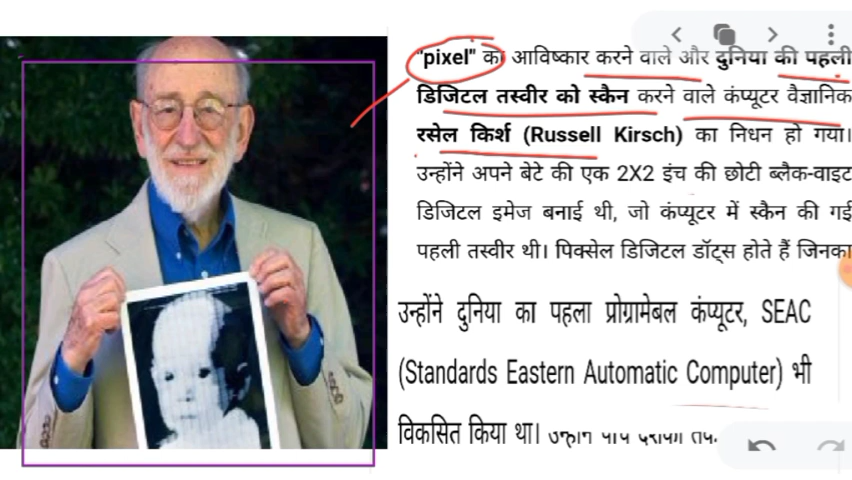 "pixel" का आविष्कार करने वाले और दुनिया की पहली
डिजिटल तस्वीर को स्कैन करने वाले कंप्यूटर वैज्ञानिक
रसेल किर्श (Russell Kirsch) का निधन हो गया।
उन्होंने अपने बेटे की एक 2X2 इंच की छोटी ब्लैक-वाइट
डिजिटल इमेज बनाई थी, जो कंप्यूटर में स्कैन की गई
पहली तस्वीर थी। पिक्सेल डिजिटल डॉट्स होते हैं जिनका
उन्होंने दुनिया का पहला प्रोग्रामेबल कंप्यूटर, SEAC
(Standards Eastern Automatic Computer) भी
विकसित किया था।